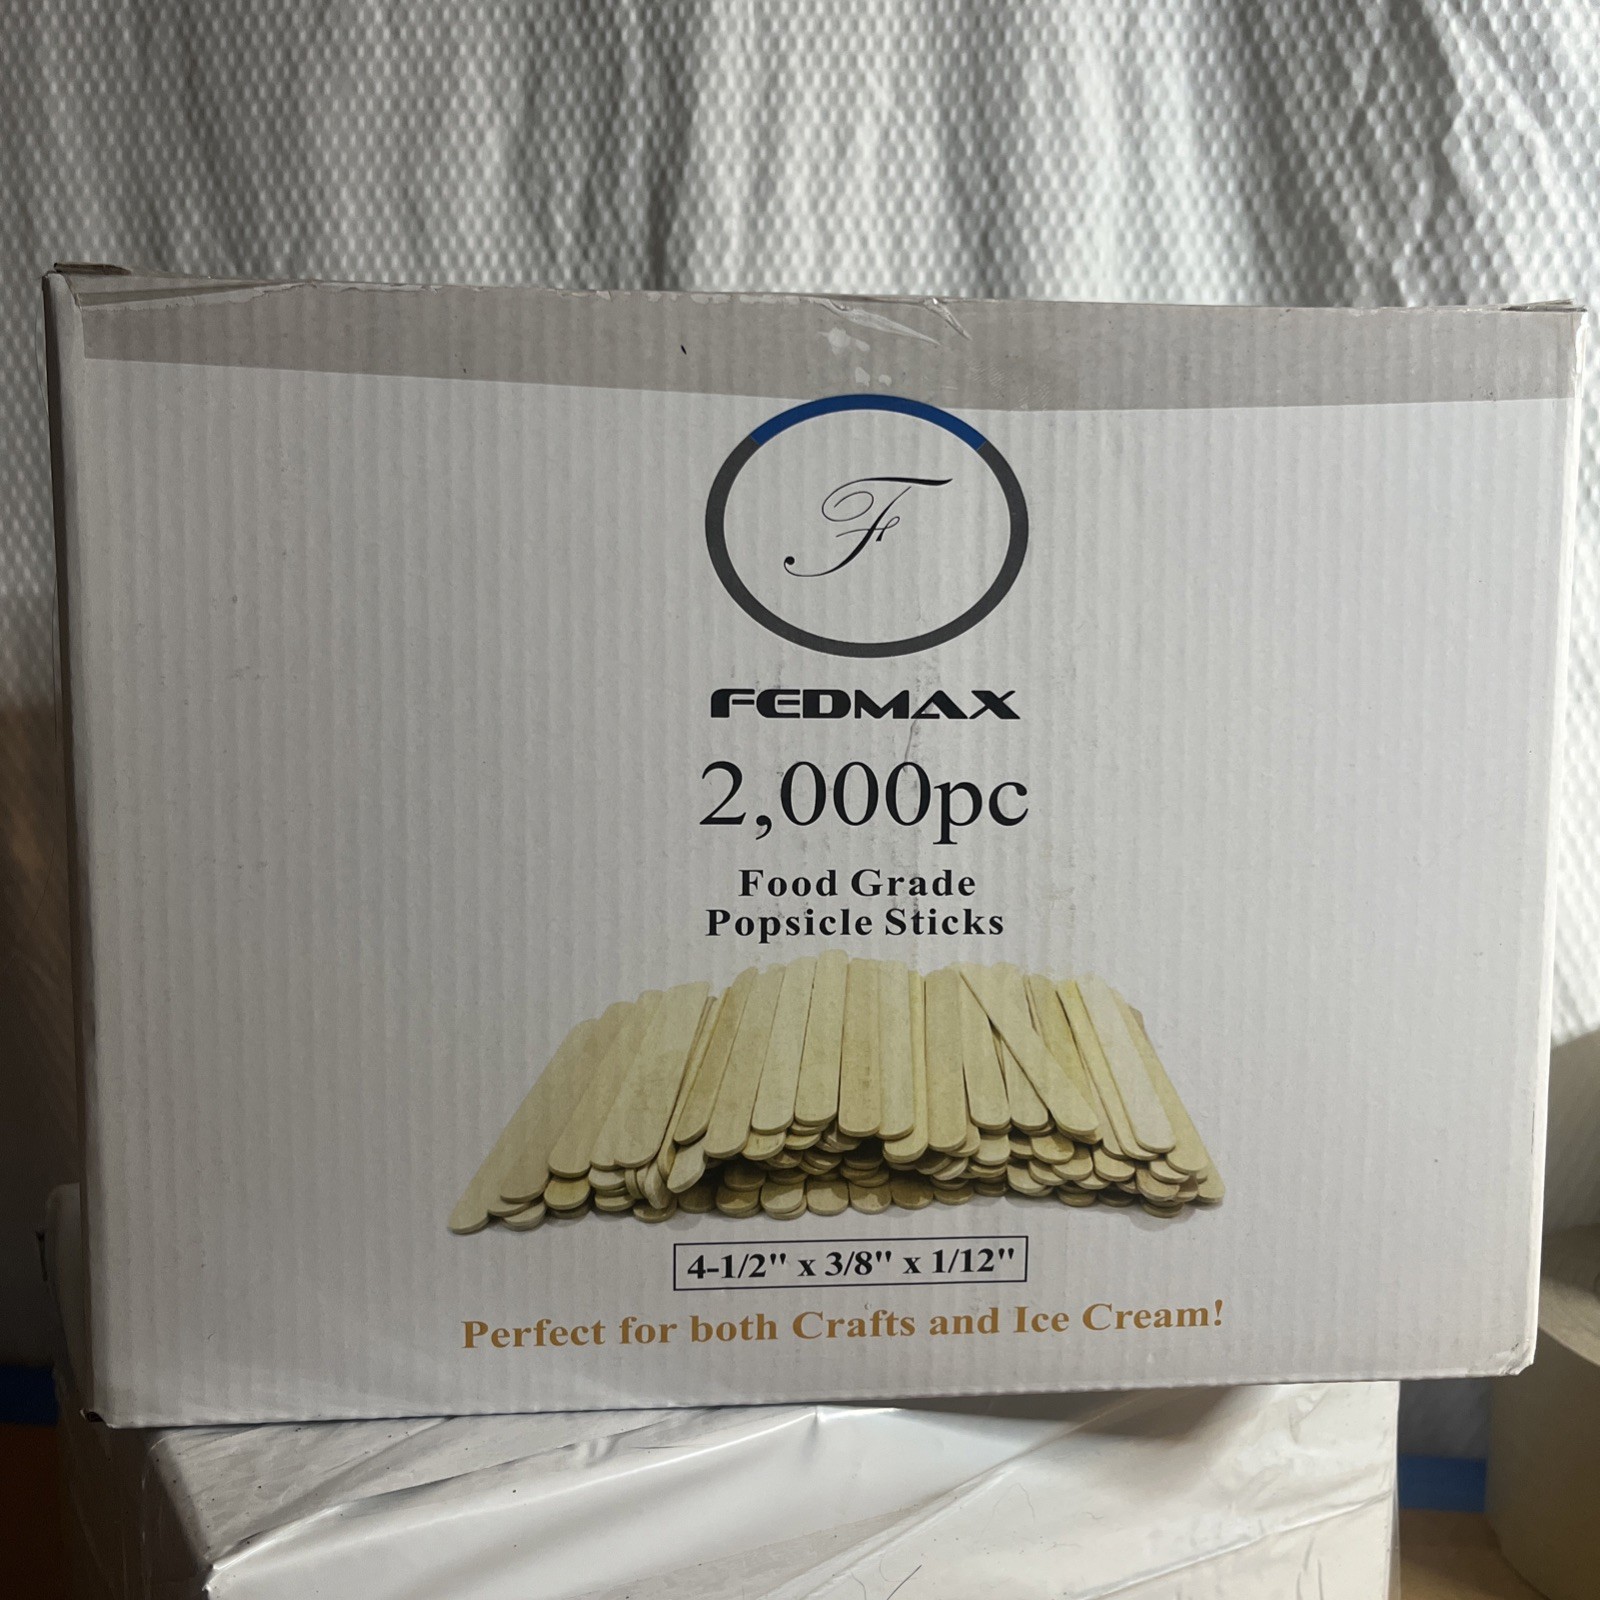 F
FEDMAX
2,000pc
Food Grade
Popsicle Sticks
4-1/2" x 3/8" x 1/12"
Perfect for both Crafts and Ice Cream!